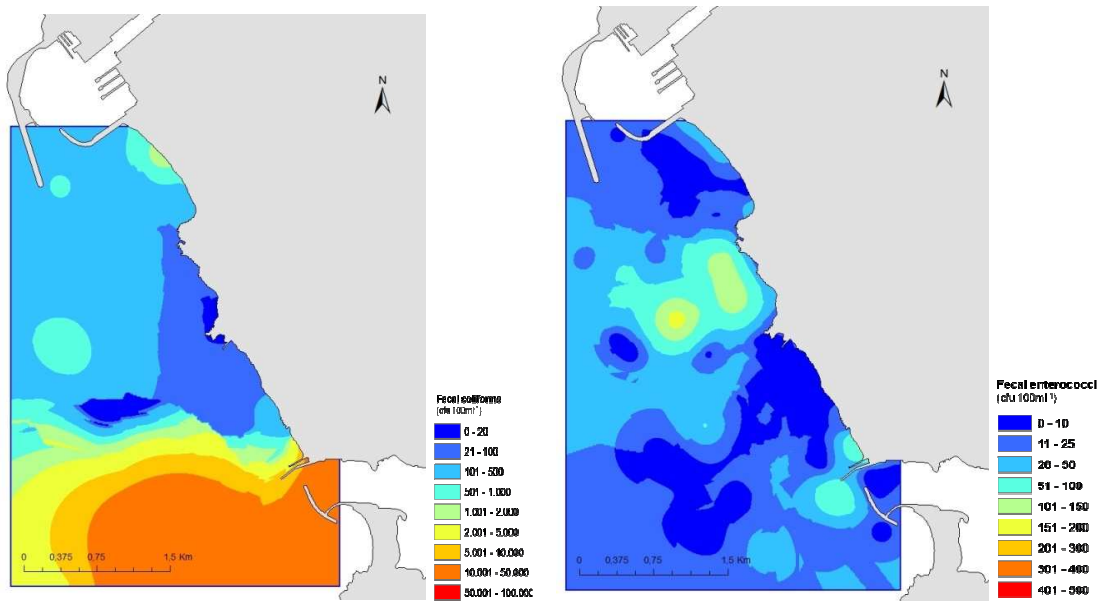 N
N
Fecal coliforms
(cfu 100ml⁻¹)
0 - 20
21 - 100
101 - 500
501 - 1.000
1.001 - 2.000
2.001 - 5.000
5.001 - 10.000
10.001 - 50.000
50.001 - 100.000
0 0,375 0,75 1,5 Km
Fecal enterococci
(cfu 100ml⁻¹)
0 - 10
11 - 25
26 - 50
51 - 100
101 - 150
151 - 200
201 - 300
301 - 400
401 - 500
0 0,375 0,75 1,5 Km